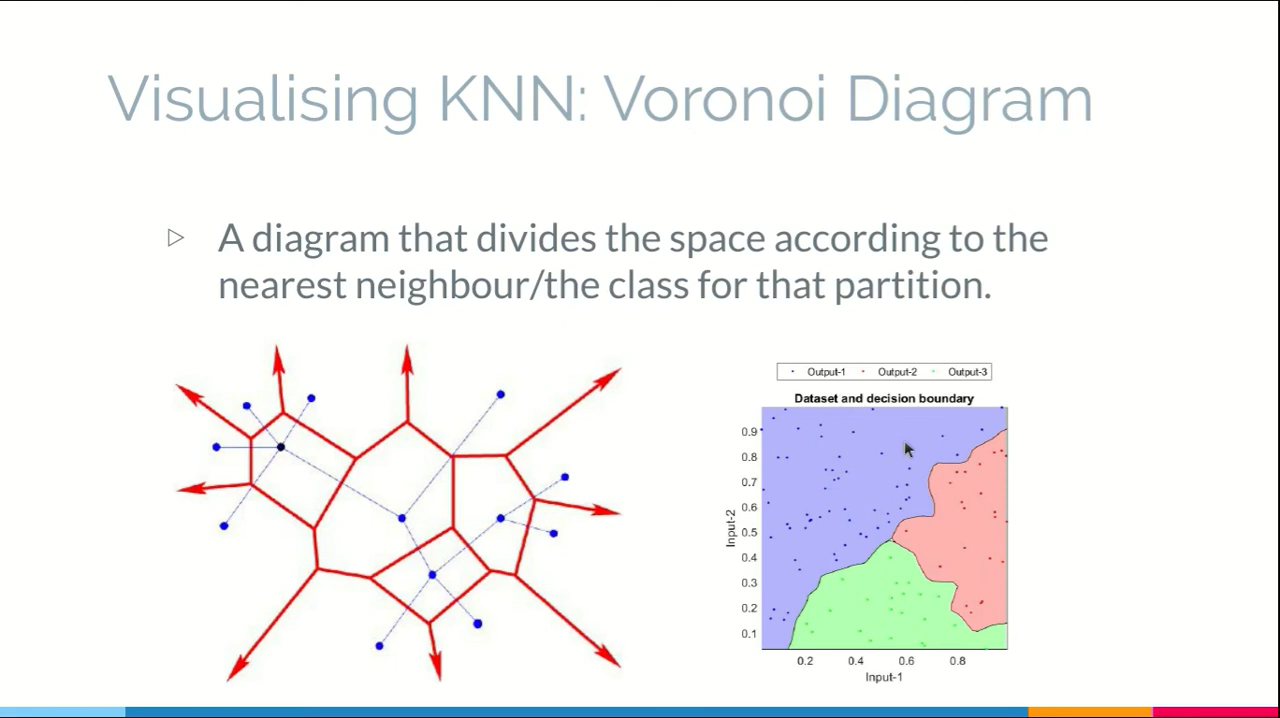 Visualising KNN: Voronoi Diagram
▷ A diagram that divides the space according to the
nearest neighbour/the class for that partition.
Output-1 Output-2 Output-3
Dataset and decision boundary
0.9
0.8
0.7
0.6
0.5
0.4
0.3
0.2
0.1
Input-2
0.2 0.4 0.6 0.8
Input-1